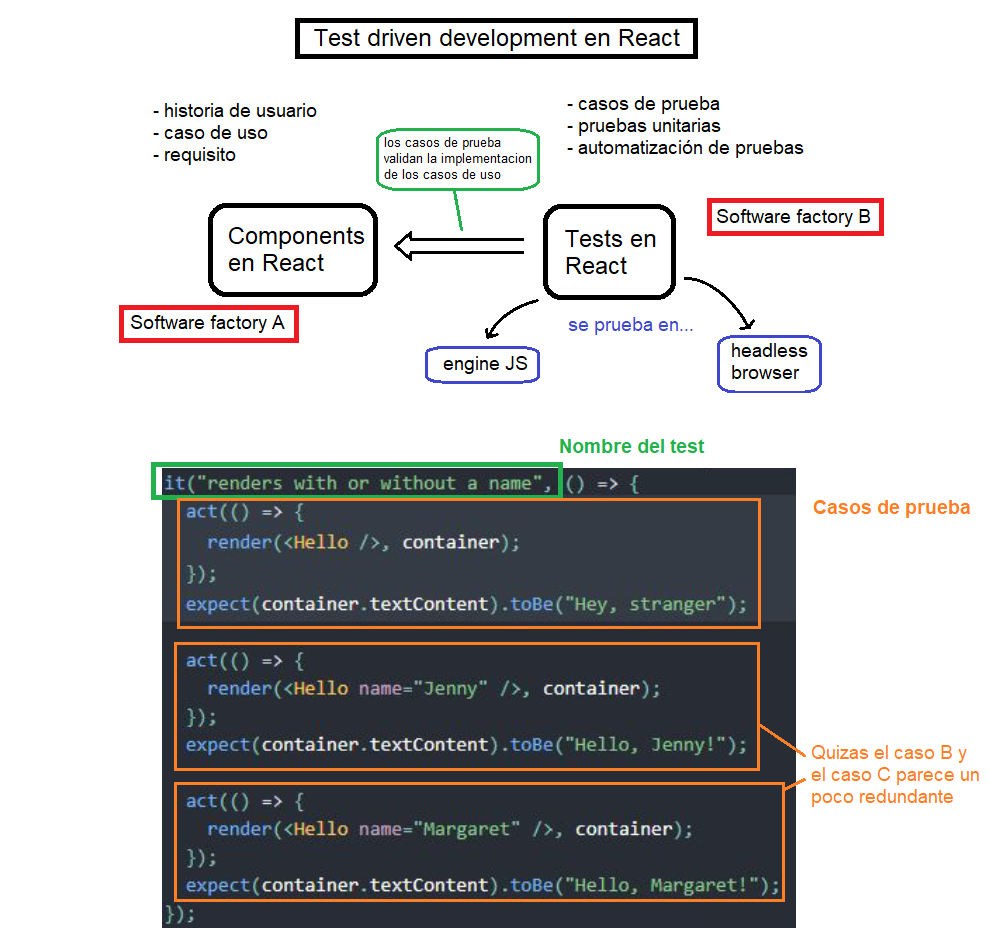 Test driven development en React
- historia de usuario
- caso de uso
- requisito
los casos de prueba
validan la implementacion
de los casos de uso
- casos de prueba
- pruebas unitarias
- automatización de pruebas
Software factory B
Components
en React
Tests en
React
Software factory A
se prueba en...
engine JS
headless
browser
Nombre del test
it("renders with or without a name", () => {
Casos de prueba
act(() => {
render(<Hello />, container);
});
expect(container.textContent).toBe("Hey, stranger");
act(() => {
render(<Hello name="Jenny" />, container);
});
expect(container.textContent).toBe("Hello, Jenny!");
Quizas el caso B y
el caso C parece un
poco redundante
act(() => {
render(<Hello name="Margaret" />, container);
});
expect(container.textContent).toBe("Hello, Margaret!");
});